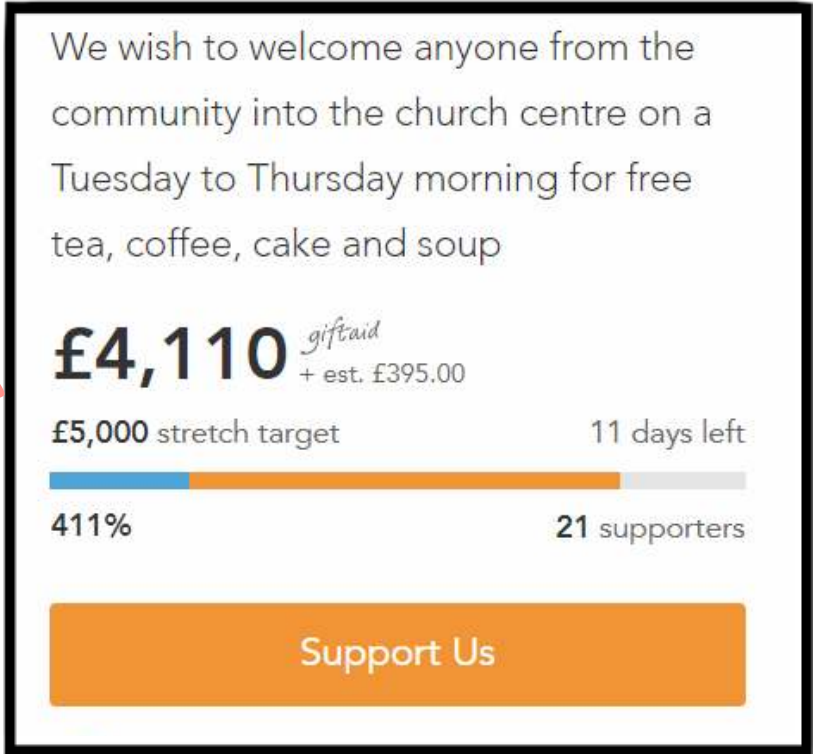 We wish to welcome anyone from the
community into the church centre on a
Tuesday to Thursday morning for free
tea, coffee, cake and soup
£4,110 giftaid
+ est. £395.00
£5,000 stretch target 11 days left
411% 21 supporters
Support Us